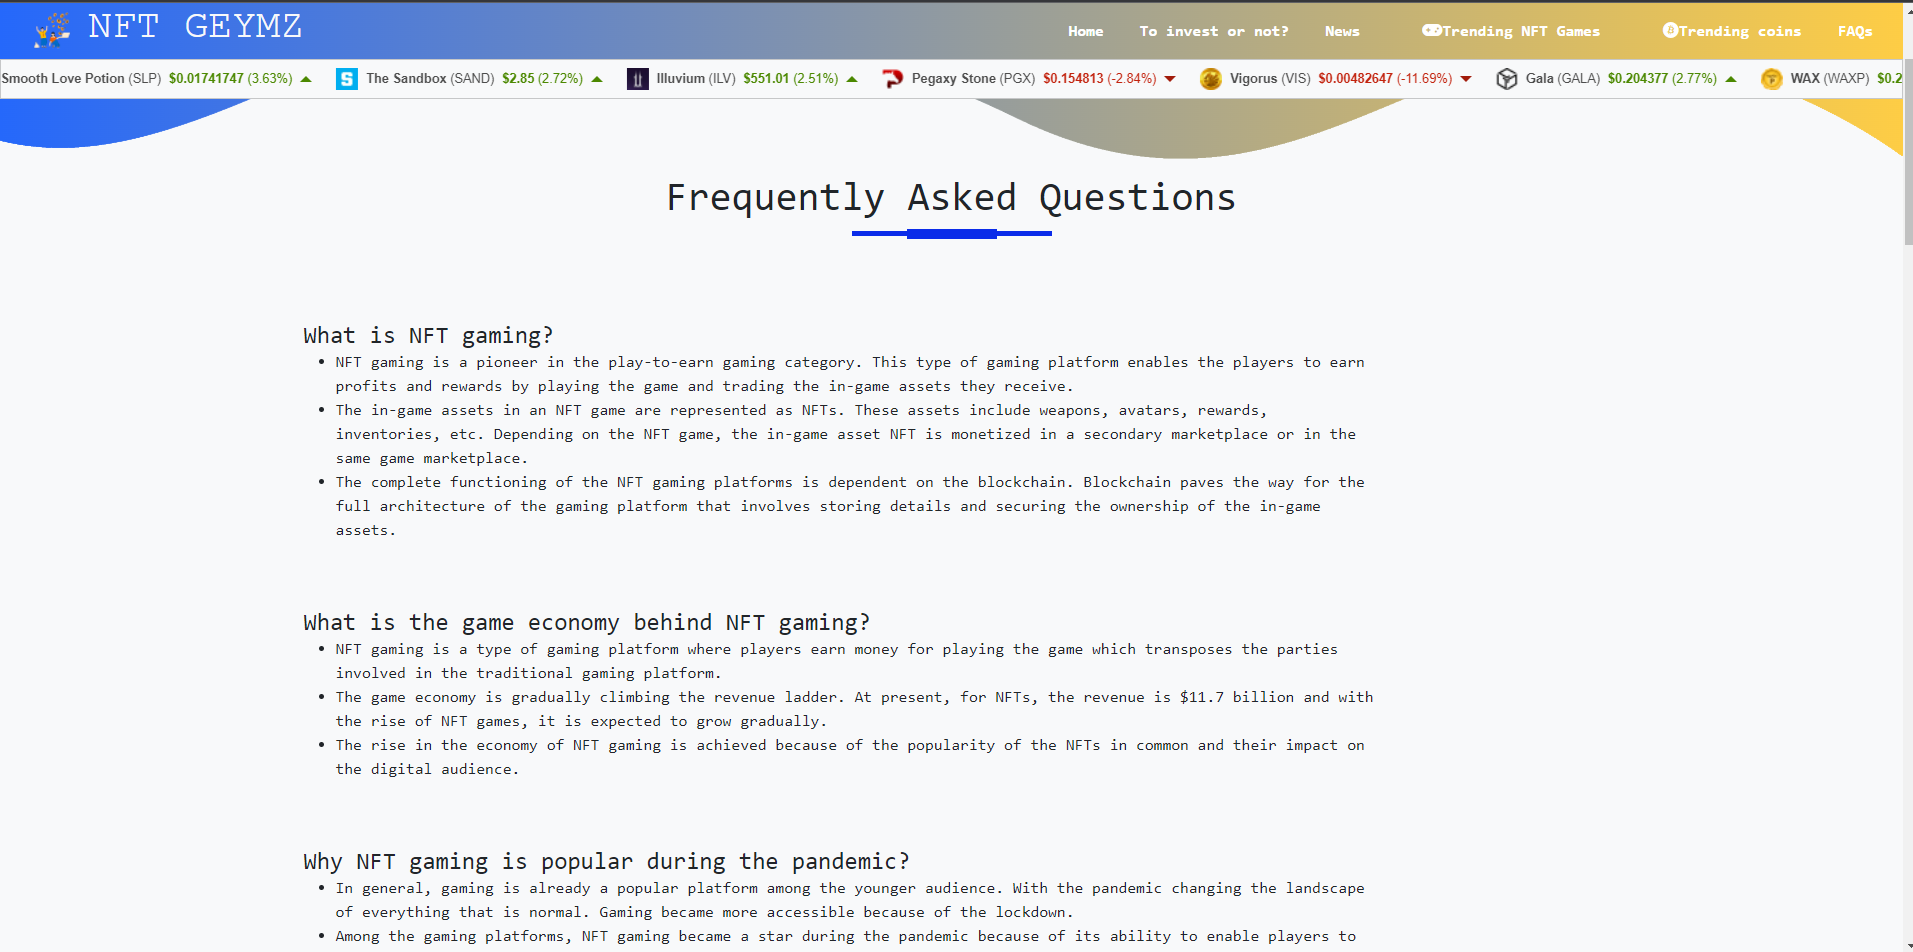 NFT GEYMZ
Home To invest or not? News Trending NFT Games Trending coins FAQs
Smooth Love Potion (SLP) $0.01741747 (3.63%) The Sandbox (SAND) $2.85 (2.72%) Illuvium (ILV) $551.01 (2.51%) Pegaxy Stone (PGX) $0.154813 (-2.84%) Vigorus (VIS) $0.00482647 (-11.69%) Gala (GALA) $0.204377 (2.77%) WAX (WAXP) $0.2
Frequently Asked Questions
What is NFT gaming?
• NFT gaming is a pioneer in the play-to-earn gaming category. This type of gaming platform enables the players to earn
profits and rewards by playing the game and trading the in-game assets they receive.
• The in-game assets in an NFT game are represented as NFTs. These assets include weapons, avatars, rewards,
inventories, etc. Depending on the NFT game, the in-game asset NFT is monetized in a secondary marketplace or in the
same game marketplace.
• The complete functioning of the NFT gaming platforms is dependent on the blockchain. Blockchain paves the way for the
full architecture of the gaming platform that involves storing details and securing the ownership of the in-game
assets.
What is the game economy behind NFT gaming?
• NFT gaming is a type of gaming platform where players earn money for playing the game which transposes the parties
involved in the traditional gaming platform.
• The game economy is gradually climbing the revenue ladder. At present, for NFTs, the revenue is $11.7 billion and with
the rise of NFT games, it is expected to grow gradually.
• The rise in the economy of NFT gaming is achieved because of the popularity of the NFTs in common and their impact on
the digital audience.
Why NFT gaming is popular during the pandemic?
• In general, gaming is already a popular platform among the younger audience. With the pandemic changing the landscape
of everything that is normal. Gaming became more accessible because of the lockdown.
• Among the gaming platforms, NFT gaming became a star during the pandemic because of its ability to enable players to